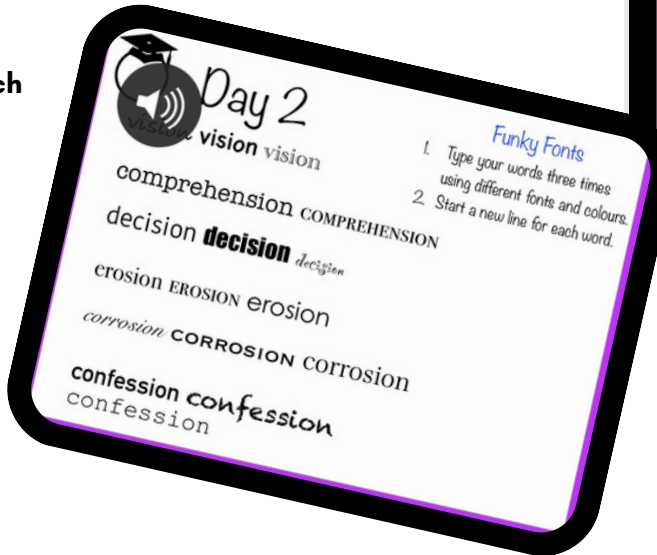 ch
Day 2
vision vision vision
comprehension COMPREHENSION
decision decision decision
erosion EROSION erosion
corrosion CORROSION corrosion
confession confession
confession
Funky Fonts
1. Type your words three times
using different fonts and colours.
2. Start a new line for each word.